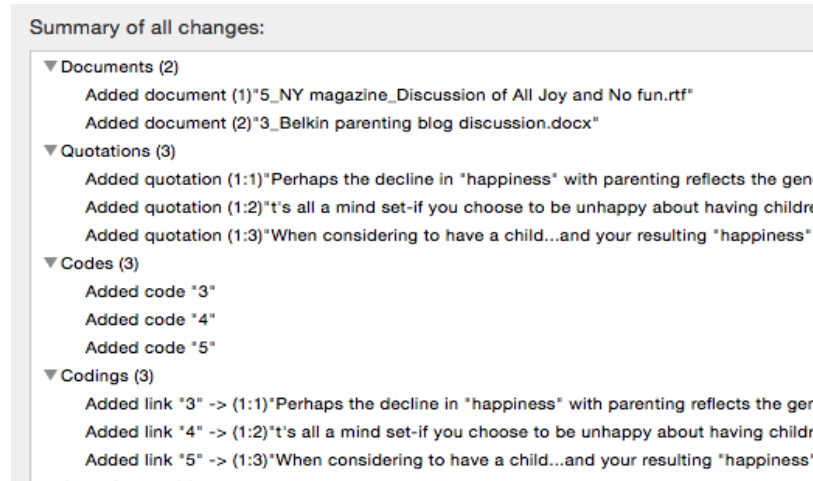 Summary of all changes:
Documents (2)
Added document (1)"5_NY magazine_Discussion of All Joy and No fun.rtf"
Added document (2)"3_Belkin parenting blog discussion.docx"
Quotations (3)
Added quotation (1:1)"Perhaps the decline in "happiness" with parenting reflects the gen
Added quotation (1:2)"t's all a mind set-if you choose to be unhappy about having childre
Added quotation (1:3)"When considering to have a child...and your resulting "happiness"
Codes (3)
Added code "3"
Added code "4"
Added code "5"
Codings (3)
Added link "3" -> (1:1)"Perhaps the decline in "happiness" with parenting reflects the ger
Added link "4" -> (1:2)"t's all a mind set-if you choose to be unhappy about having childr
Added link "5" -> (1:3)"When considering to have a child...and your resulting "happiness"